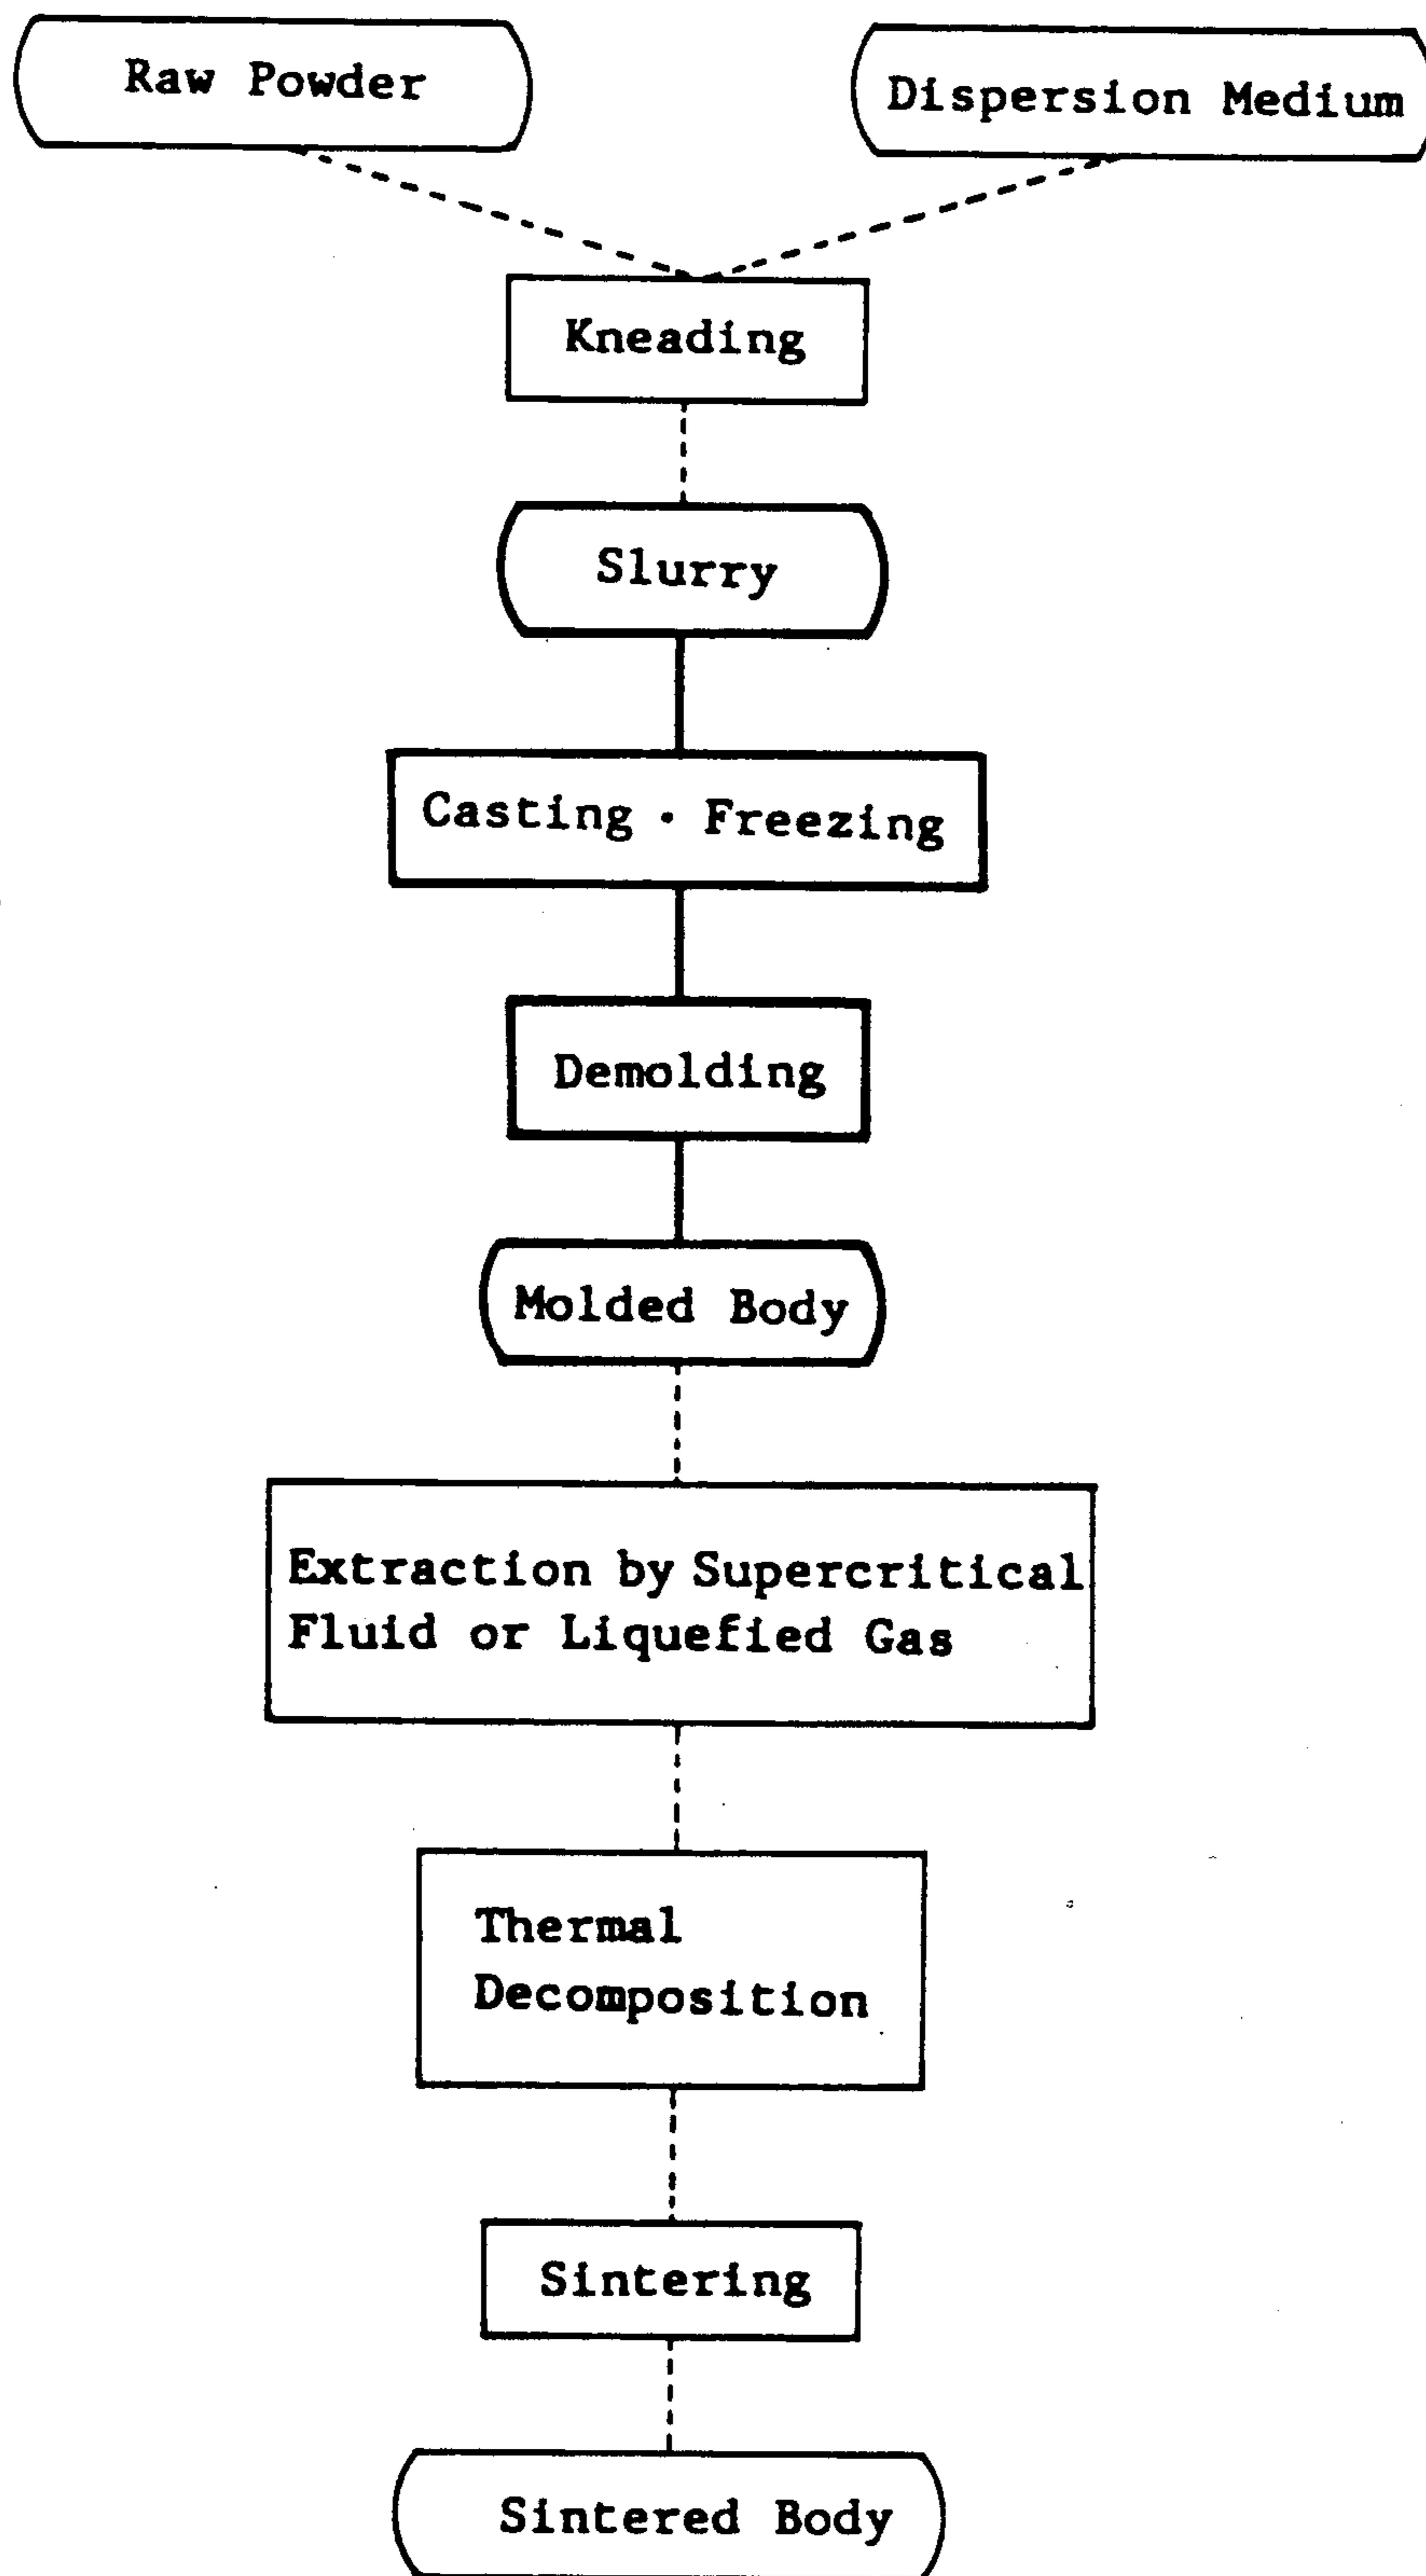 Raw Powder
Dispersion Medium
Kneading
Slurry
Casting · Freezing
Demolding
Molded Body
Extraction by Supercritical
Fluid or Liquefied Gas
Thermal
Decomposition
Sintering
Sintered Body